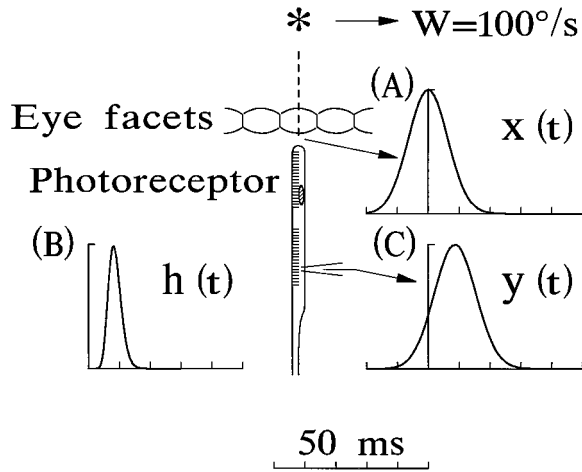 * W=100°/s
(A)
Eye facets
x (t)
Photoreceptor
(B)
(C)
h (t)
y (t)
50 ms